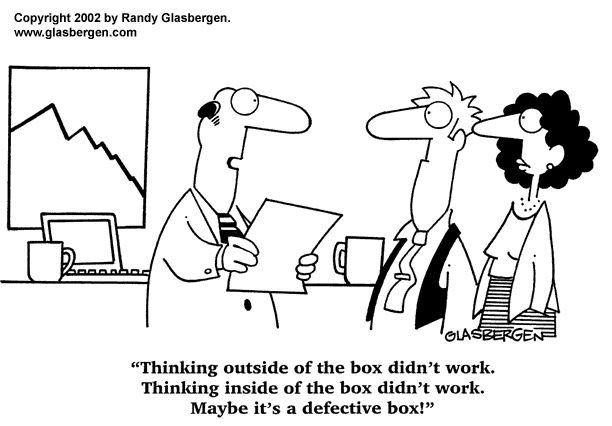 Copyright 2002 by Randy Glasbergen.
www.glasbergen.com
GLASBERGEN
“Thinking outside of the box didn’t work.
Thinking inside of the box didn’t work.
Maybe it’s a defective box!”